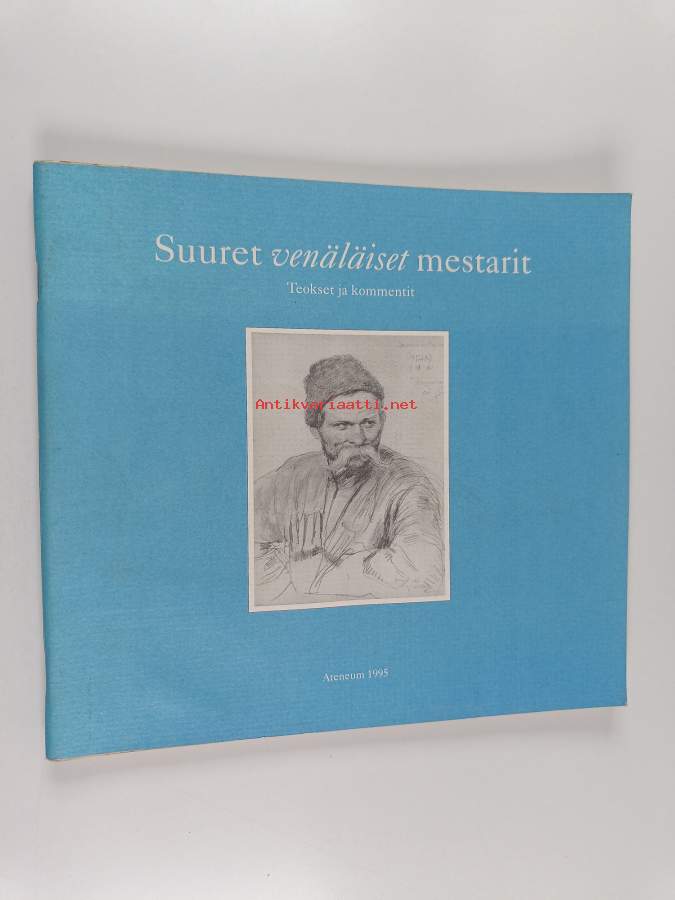 Suuret venäläiset mestarit
Teokset ja kommentit
Antikvariaatti.net
Ateneum 1995